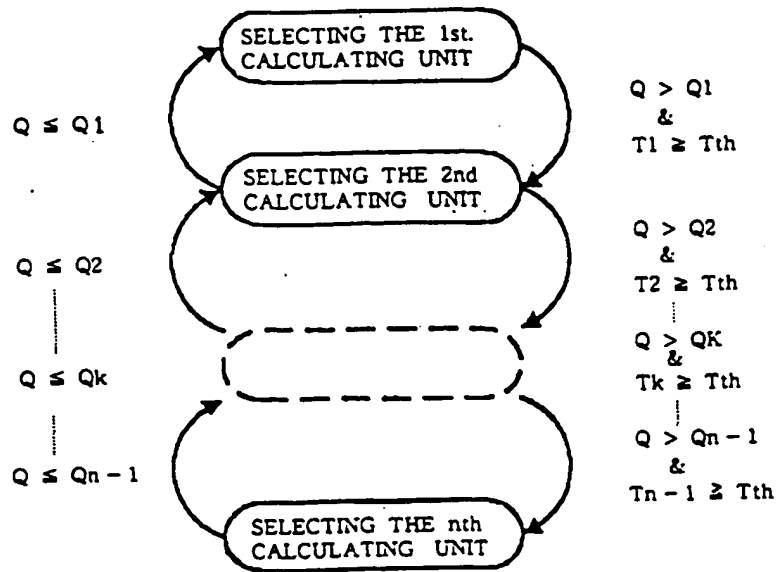 SELECTING THE 1st.
CALCULATING UNIT
Q ≦ Q1
Q > Q1
&
T1 ≧ Tth
SELECTING THE 2nd
CALCULATING UNIT
Q ≦ Q2
Q > Q2
&
T2 ≧ Tth
Q ≦ Qk
Q > QK
&
Tk ≧ Tth
Q ≦ Qn-1
Q > Qn-1
&
Tn-1 ≧ Tth
SELECTING THE nth
CALCULATING UNIT